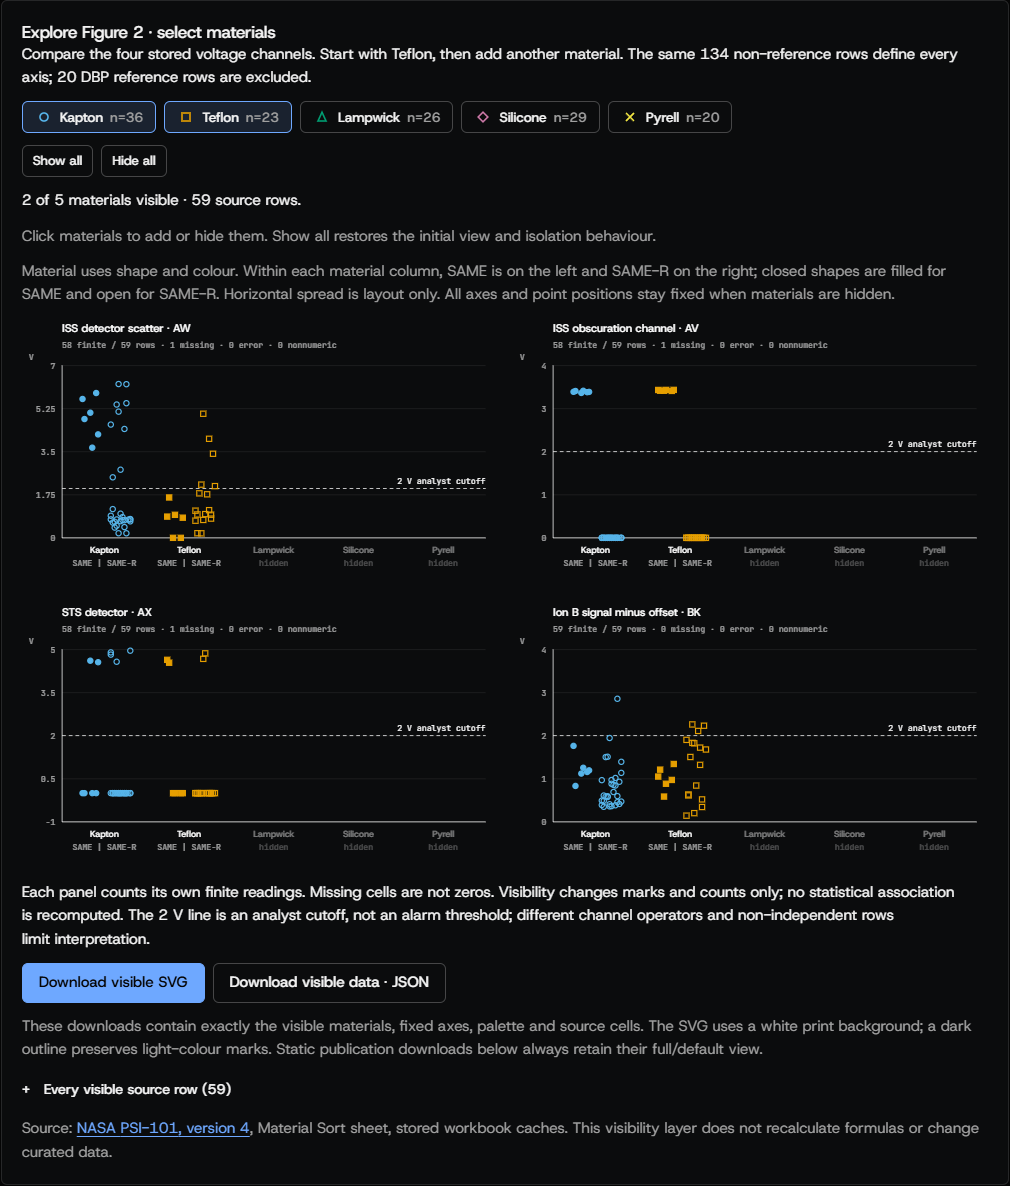 Explore Figure 2 · select materials
Compare the four stored voltage channels. Start with Teflon, then add another material. The same 134 non-reference rows define every
axis; 20 DBP reference rows are excluded.
Kapton n=36 Teflon n=23 Lampwick n=26 Silicone n=29 Pyrell n=20
Show all Hide all
2 of 5 materials visible · 59 source rows.
Click materials to add or hide them. Show all restores the initial view and isolation behaviour.
Material uses shape and colour. Within each material column, SAME is on the left and SAME-R on the right; closed shapes are filled for
SAME and open for SAME-R. Horizontal spread is layout only. All axes and point positions stay fixed when materials are hidden.
ISS detector scatter · AW
58 finite / 59 rows · 1 missing · 0 error · 0 nonnumeric
V
7
5.25
3.5
2 V analyst cutoff
1.75
0
Kapton Teflon Lampwick Silicone Pyrell
SAME | SAME-R SAME | SAME-R hidden hidden hidden
ISS obscuration channel · AV
58 finite / 59 rows · 1 missing · 0 error · 0 nonnumeric
V
4
3
2 V analyst cutoff
2
1
0
Kapton Teflon Lampwick Silicone Pyrell
SAME | SAME-R SAME | SAME-R hidden hidden hidden
STS detector · AX
58 finite / 59 rows · 1 missing · 0 error · 0 nonnumeric
V
5
3.5
2 V analyst cutoff
2
0.5
-1
Kapton Teflon Lampwick Silicone Pyrell
SAME | SAME-R SAME | SAME-R hidden hidden hidden
Ion B signal minus offset · BK
59 finite / 59 rows · 0 missing · 0 error · 0 nonnumeric
V
4
3
2 V analyst cutoff
2
1
0
Kapton Teflon Lampwick Silicone Pyrell
SAME | SAME-R SAME | SAME-R hidden hidden hidden
Each panel counts its own finite readings. Missing cells are not zeros. Visibility changes marks and counts only; no statistical association
is recomputed. The 2 V line is an analyst cutoff, not an alarm threshold; different channel operators and non-independent rows
limit interpretation.
Download visible SVG Download visible data · JSON
These downloads contain exactly the visible materials, fixed axes, palette and source cells. The SVG uses a white print background; a dark
outline preserves light-colour marks. Static publication downloads below always retain their full/default view.
+ Every visible source row (59)
Source: NASA PSI-101, version 4, Material Sort sheet, stored workbook caches. This visibility layer does not recalculate formulas or change
curated data.